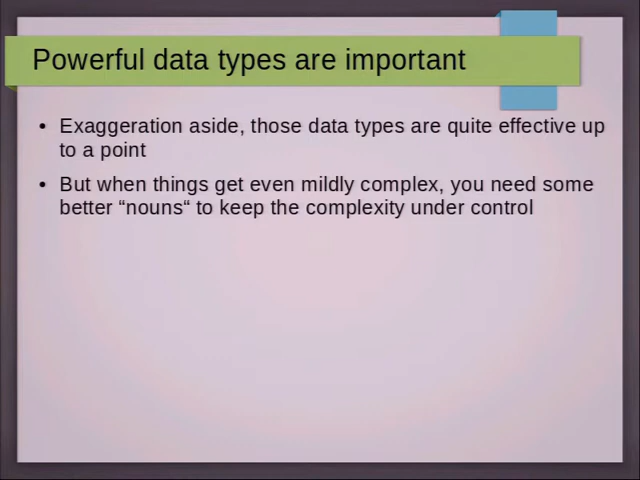 Powerful data types are important
• Exaggeration aside, those data types are quite effective up
to a point
• But when things get even mildly complex, you need some
better “nouns“ to keep the complexity under control